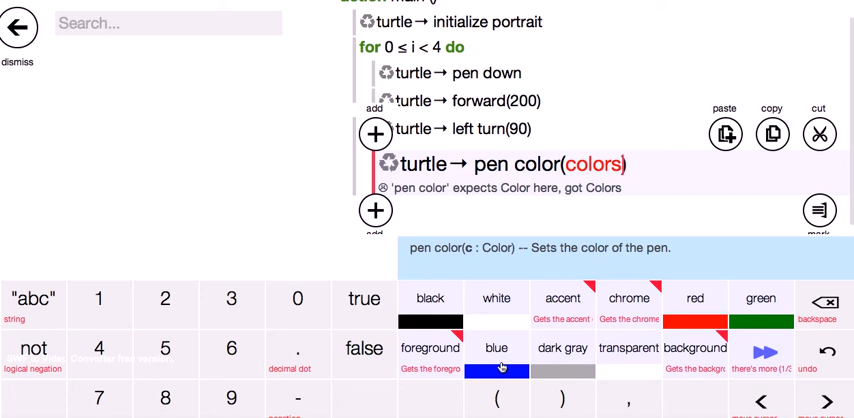 Search...
dismiss
turtle→ initialize portrait
for 0 ≤ i < 4 do
turtle→ pen down
turtle→ forward(200)
add
paste
copy
cut
turtle→ left turn(90)
turtle→ pen color(colors)
☹ 'pen color' expects Color here, got Colors
add
pen color(c : Color) -- Sets the color of the pen.
"abc" 1 2 3 0 true black white accent chrome red green
string Gets the accent Gets the chrome backspace
not 4 5 6 . false foreground blue dark gray transparent background
logical negation decimal dot Gets the foregro Gets the backgro there's more (1/3 undo
7 8 9 - ( ) , < >